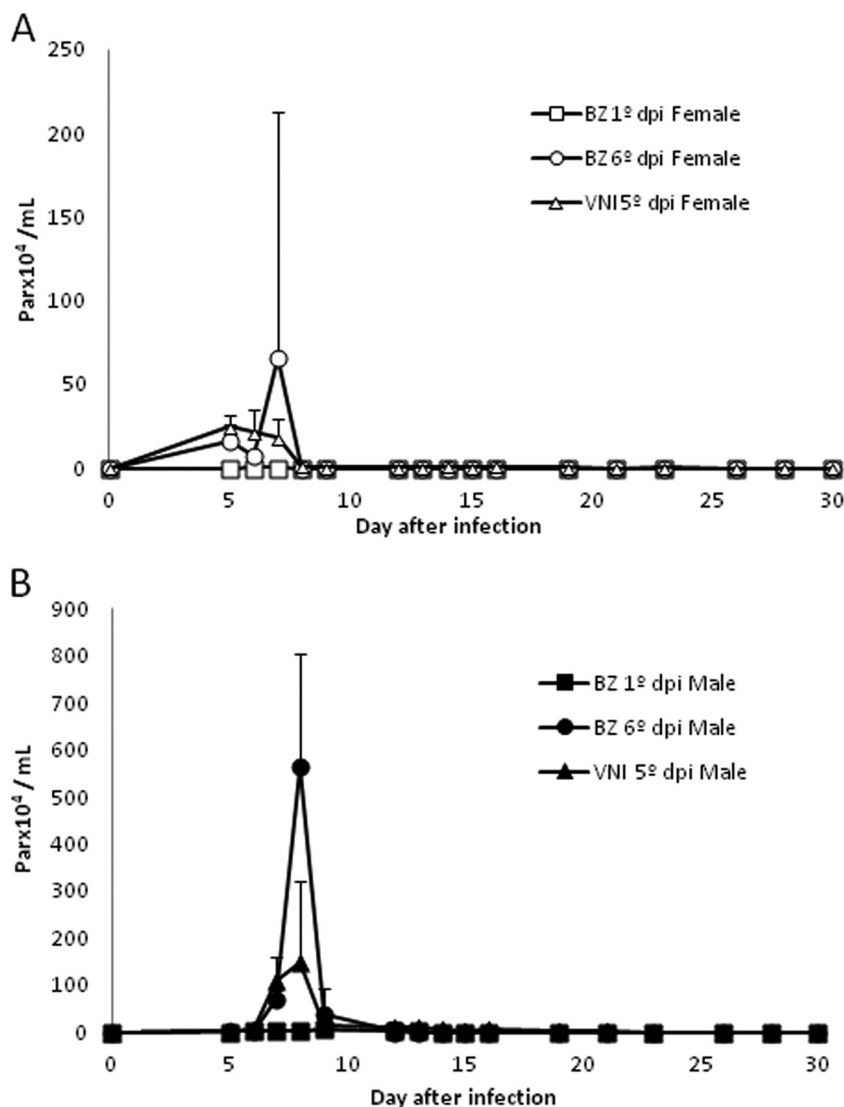 A
250
200
150
100
50
0
Parx10⁴ /mL
BZ 1º dpi Female
BZ 6º dpi Female
VNI 5º dpi Female
0 5 10 15 20 25 30
Day after infection
B
900
800
700
600
500
400
300
200
100
0
Parx10⁴ / mL
BZ 1º dpi Male
BZ 6º dpi Male
VNI 5º dpi Male
0 5 10 15 20 25 30
Day after infection